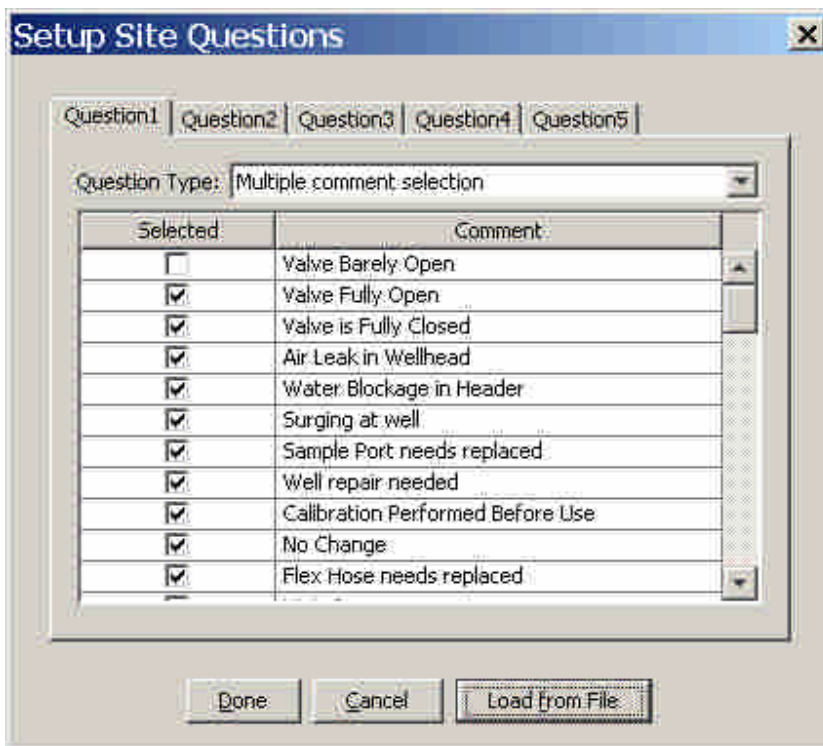 Setup Site Questions
Question1 Question2 Question3 Question4 Question5
Question Type: Multiple comment selection
Selected Comment
Valve Barely Open
Valve Fully Open
Valve is Fully Closed
Air Leak in Wellhead
Water Blockage in Header
Surging at well
Sample Port needs replaced
Well repair needed
Calibration Performed Before Use
No Change
Flex Hose needs replaced
Done Cancel Load from File